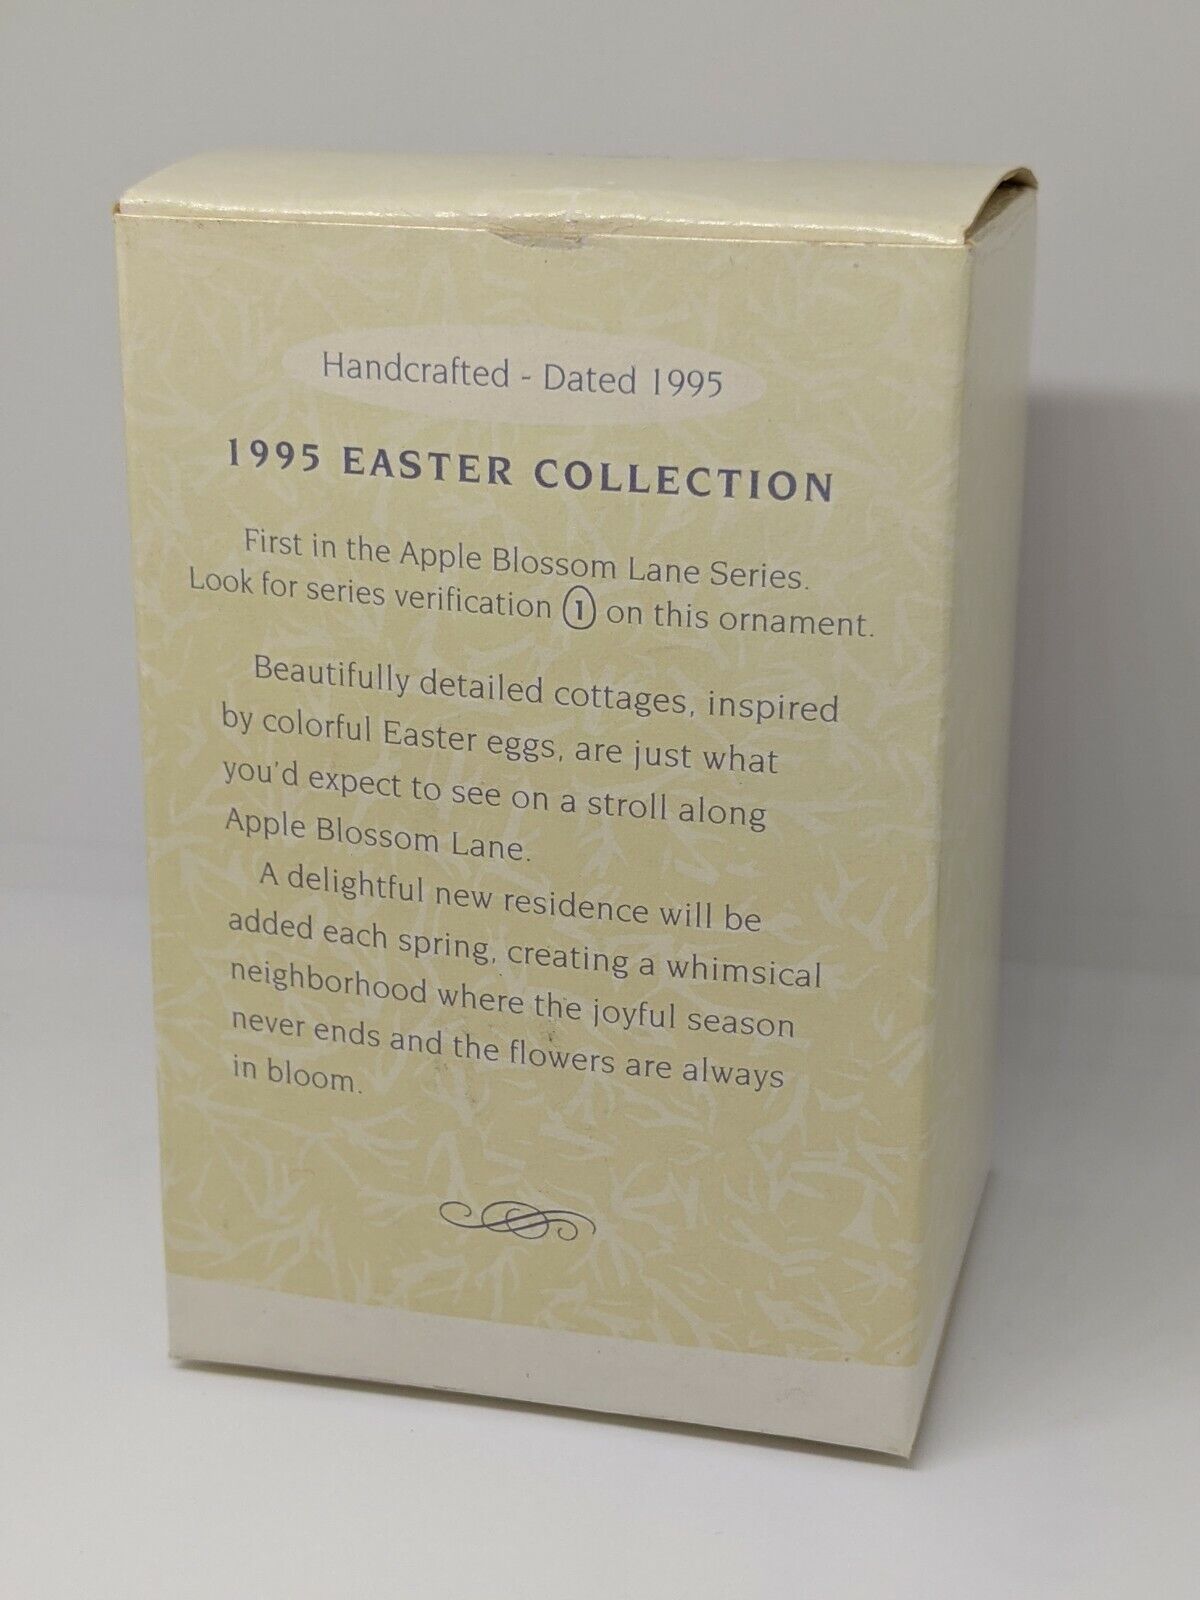 Handcrafted - Dated 1995
1995 EASTER COLLECTION
First in the Apple Blossom Lane Series.
Look for series verification 1 on this ornament.
Beautifully detailed cottages, inspired
by colorful Easter eggs, are just what
you'd expect to see on a stroll along
Apple Blossom Lane.
A delightful new residence will be
added each spring, creating a whimsical
neighborhood where the joyful season
never ends and the flowers are always
in bloom.